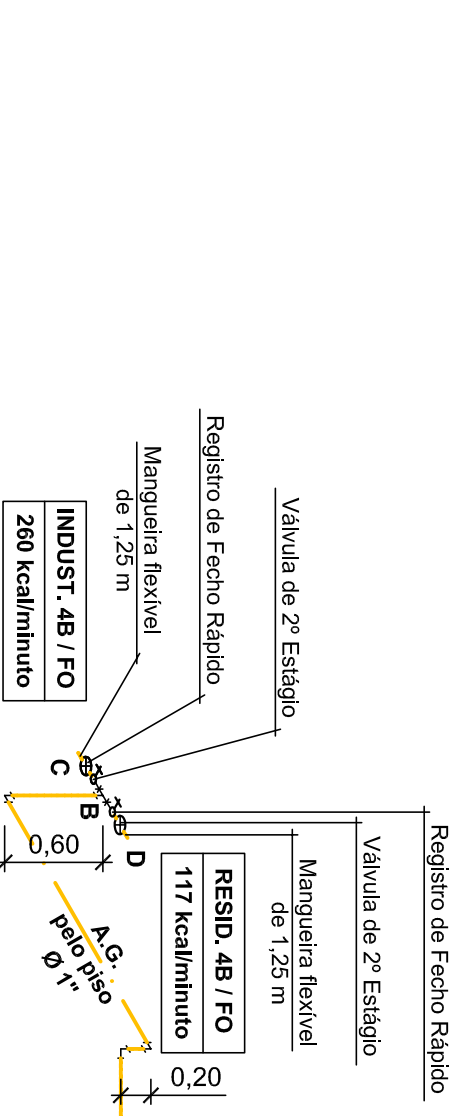 Registro de Fecho Rápido
Válvula de 2º Estágio
Mangueira flexível
de 1,25 m
RESID. 4B / FO
117 kcal/minuto
Válvula de 2º Estágio
Registro de Fecho Rápido
Mangueira flexível
de 1,25 m
INDUST. 4B / FO
260 kcal/minuto
C
B
D
0,60
A.G.
pelo piso
Ø 1"
0,20